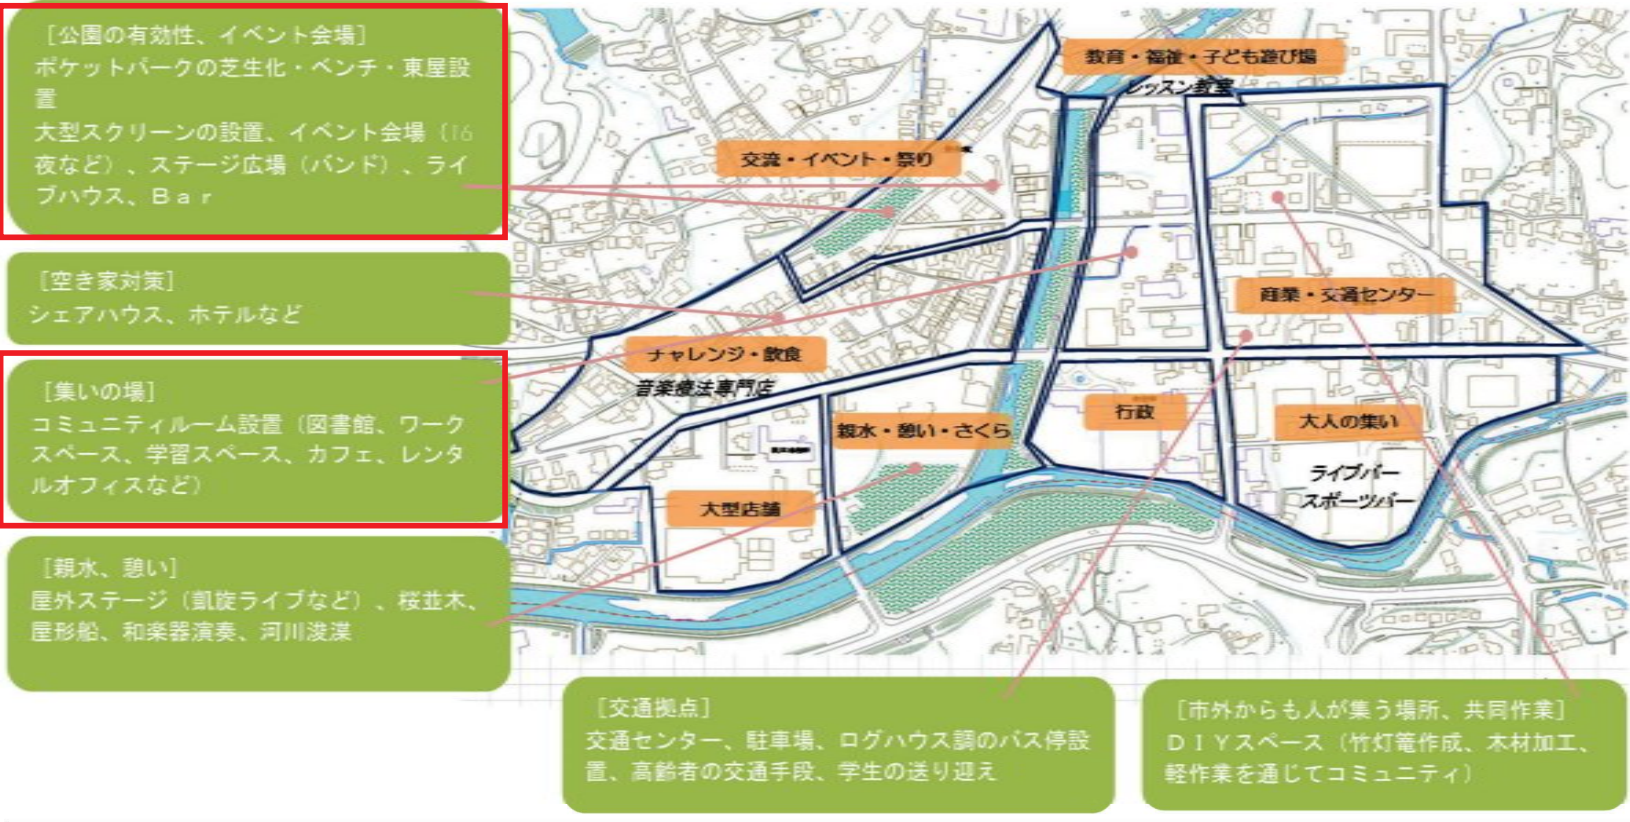 ［公園の有効性、イベント会場］
ポケットパークの芝生化・ベンチ・東屋設
置
大型スクリーンの設置、イベント会場（16
夜など）、ステージ広場（バンド）、ライ
ブハウス、Ｂａｒ
［空き家対策］
シェアハウス、ホテルなど
［集いの場］
コミュニティルーム設置（図書館、ワーク
スペース、学習スペース、カフェ、レンタ
ルオフィスなど）
［親水、憩い］
屋外ステージ（凱旋ライブなど）、桜並木、
屋形船、和楽器演奏、河川浚渫
教育・福祉・子ども遊び場
レッスン教室
交流・イベント・祭り
商業・交通センター
チャレンジ・飲食
音楽療法専門店
親水・憩い・さくら
行政
大人の集い
ライブバー
スポーツバー
大型店舗
［交通拠点］
交通センター、駐車場、ログハウス調のバス停設
置、高齢者の交通手段、学生の送り迎え
［市外からも人が集う場所、共同作業］
ＤＩＹスペース（竹灯篭作成、木材加工、
軽作業を通じてコミュニティ）